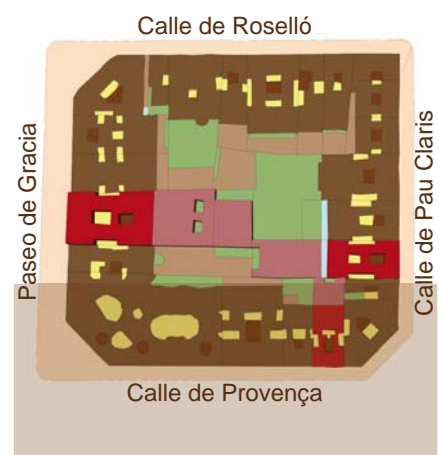 Calle de Roselló
Paseo de Gracia
Calle de Pau Claris
Calle de Provença